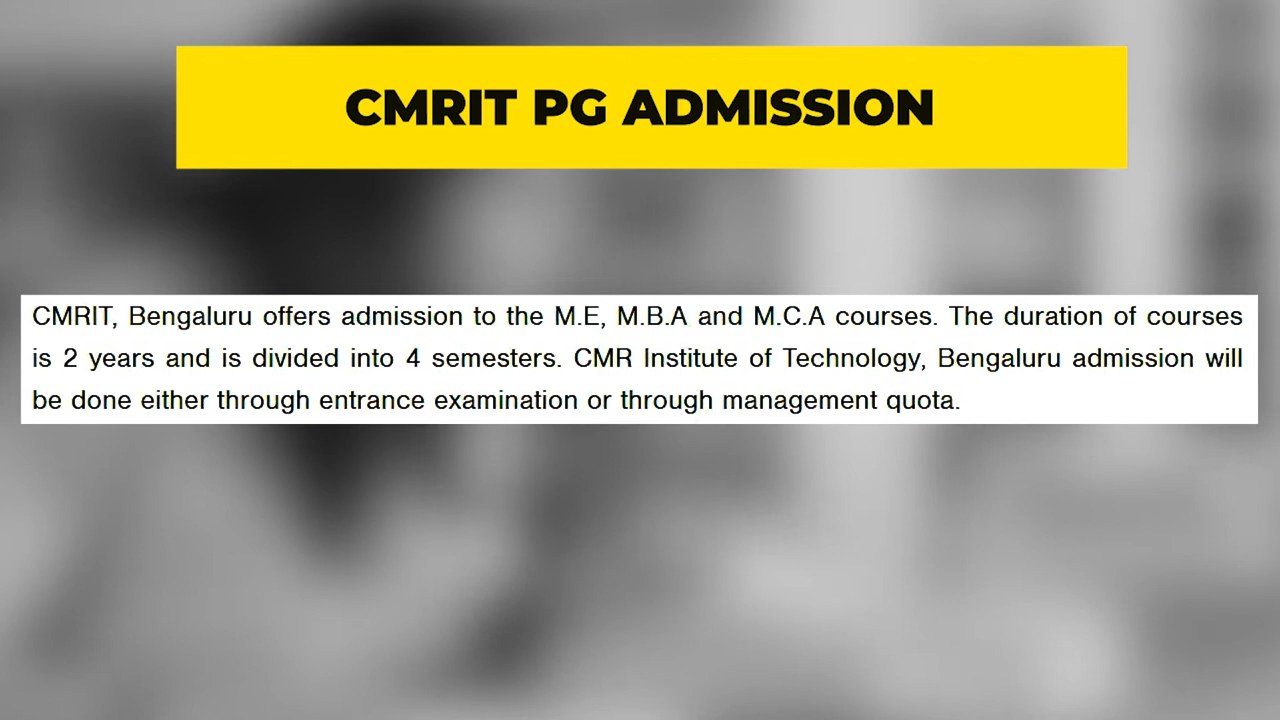 CMRIT PG ADMISSION
CMRIT, Bengaluru offers admission to the M.E, M.B.A and M.C.A courses. The duration of courses
is 2 years and is divided into 4 semesters. CMR Institute of Technology, Bengaluru admission will
be done either through entrance examination or through management quota.